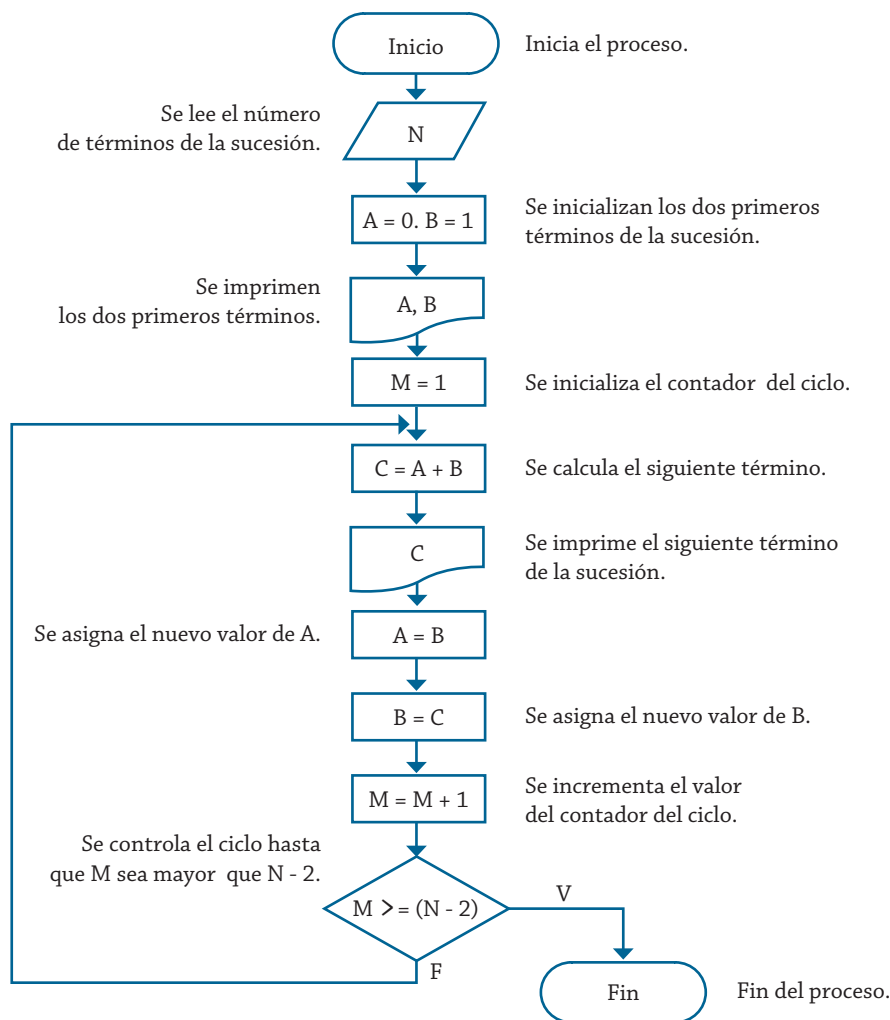 Inicio
Inicia el proceso.
Se lee el número
de términos de la sucesión.
N
A = 0. B = 1
Se inicializan los dos primeros
términos de la sucesión.
Se imprimen
los dos primeros términos.
A, B
M = 1
Se inicializa el contador del ciclo.
C = A + B
Se calcula el siguiente término.
C
Se imprime el siguiente término
de la sucesión.
Se asigna el nuevo valor de A.
A = B
B = C
Se asigna el nuevo valor de B.
M = M + 1
Se incrementa el valor
del contador del ciclo.
Se controla el ciclo hasta
que M sea mayor que N - 2.
M > = (N - 2)
V
F
Fin
Fin del proceso.